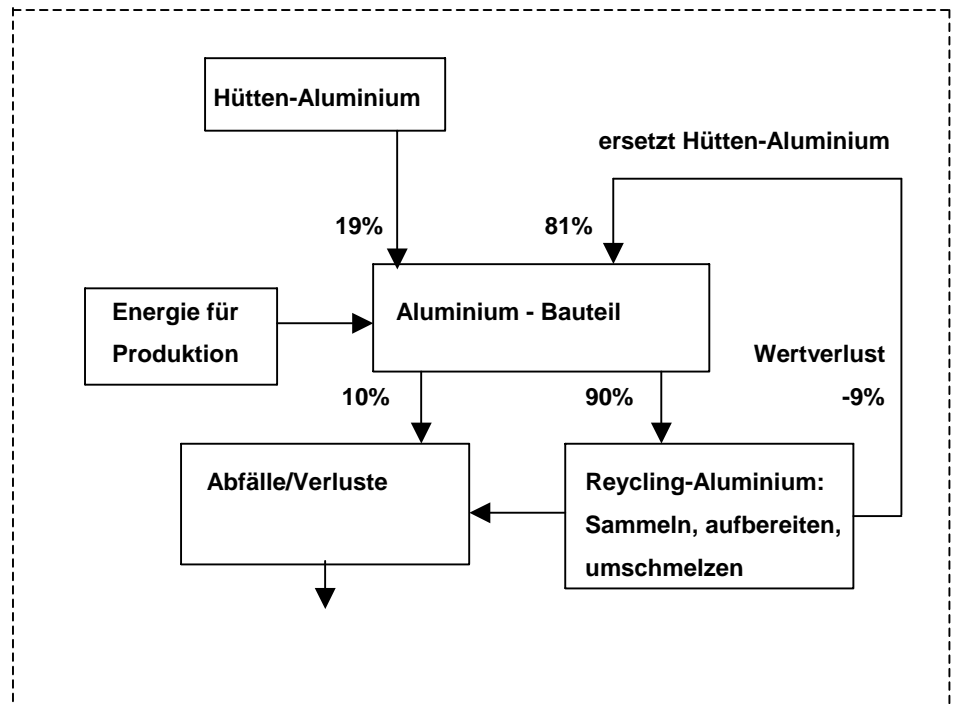 Hütten-Aluminium
ersetzt Hütten-Aluminium
19%
81%
Energie für
Produktion
Aluminium - Bauteil
Wertverlust
-9%
10%
90%
Abfälle/Verluste
Reycling-Aluminium:
Sammeln, aufbereiten,
umschmelzen